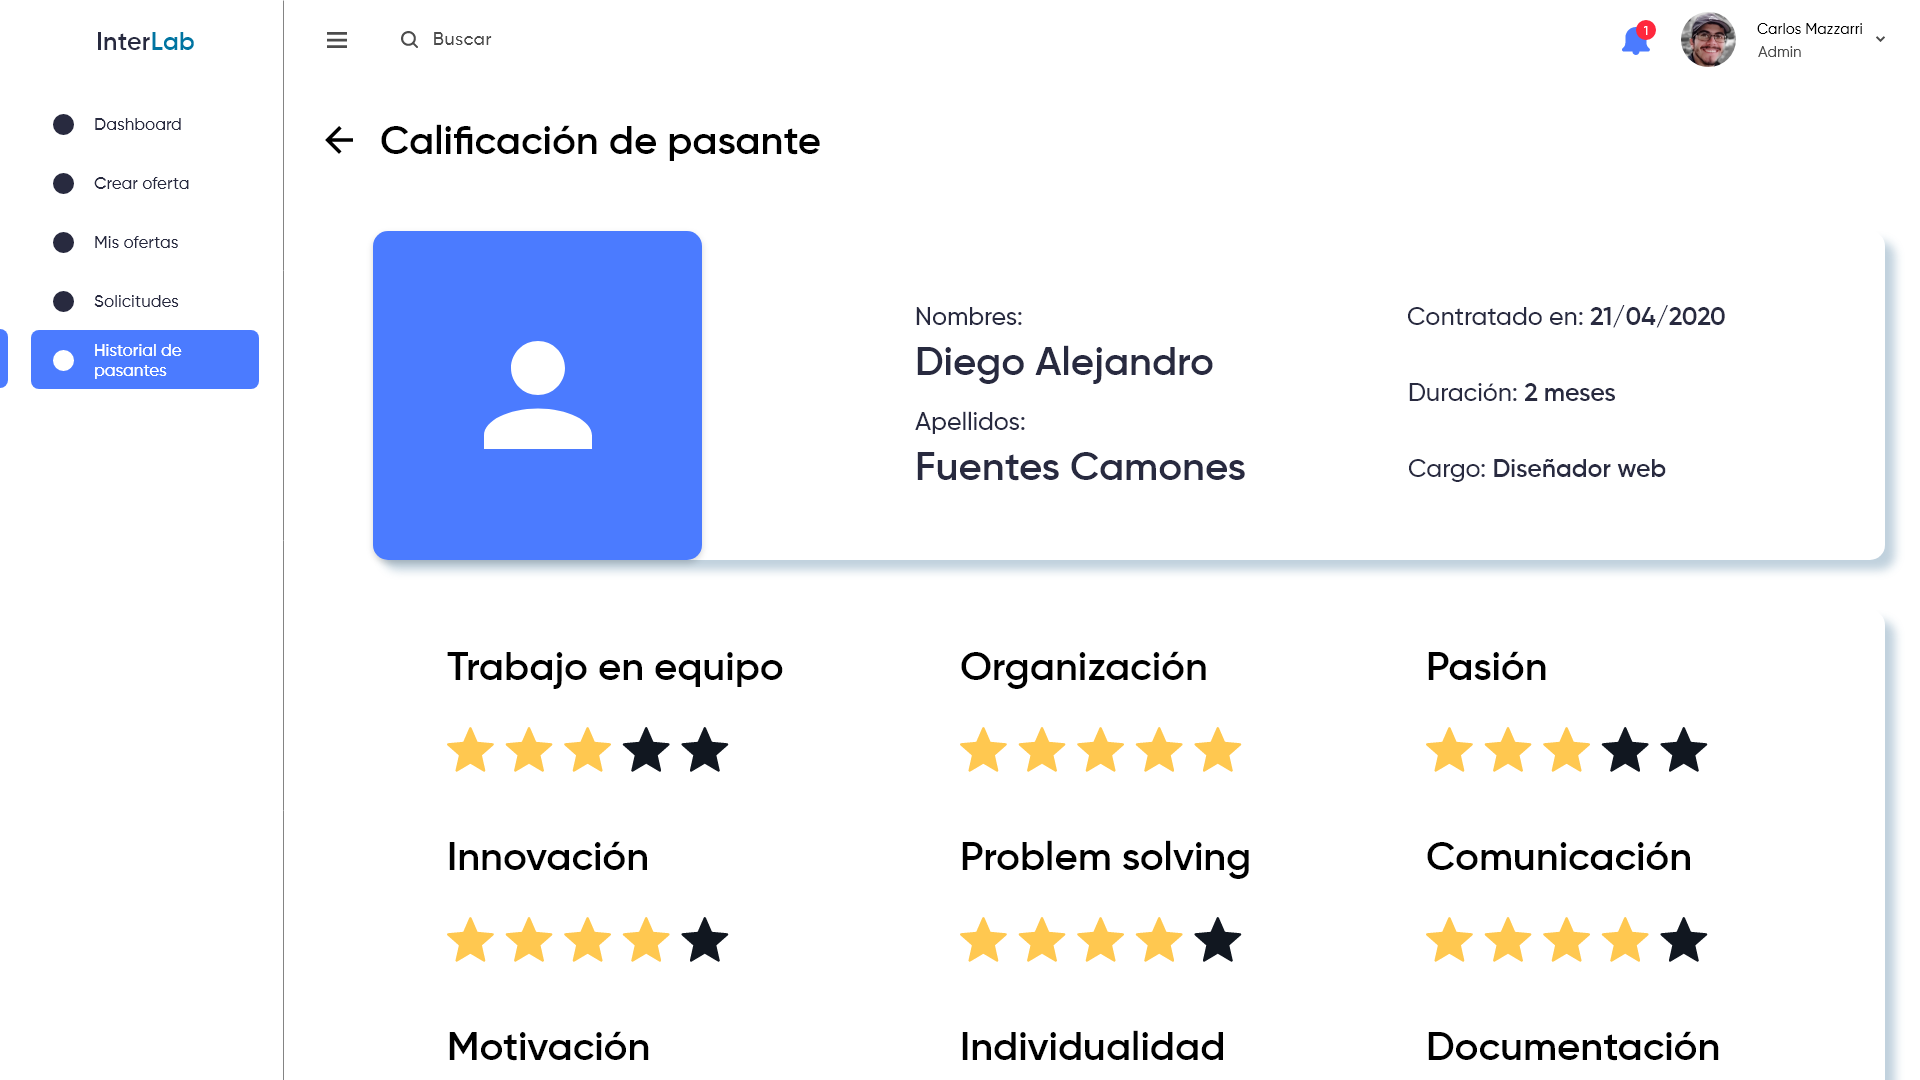 InterLab
Buscar
1
Carlos Mazzarri
Admin
Dashboard
Crear oferta
Mis ofertas
Solicitudes
Historial de
pasantes
Calificación de pasante
Nombres:
Diego Alejandro
Apellidos:
Fuentes Camones
Contratado en: 21/04/2020
Duración: 2 meses
Cargo: Diseñador web
Trabajo en equipo
Organización
Pasión
Innovación
Problem solving
Comunicación
Motivación
Individualidad
Documentación